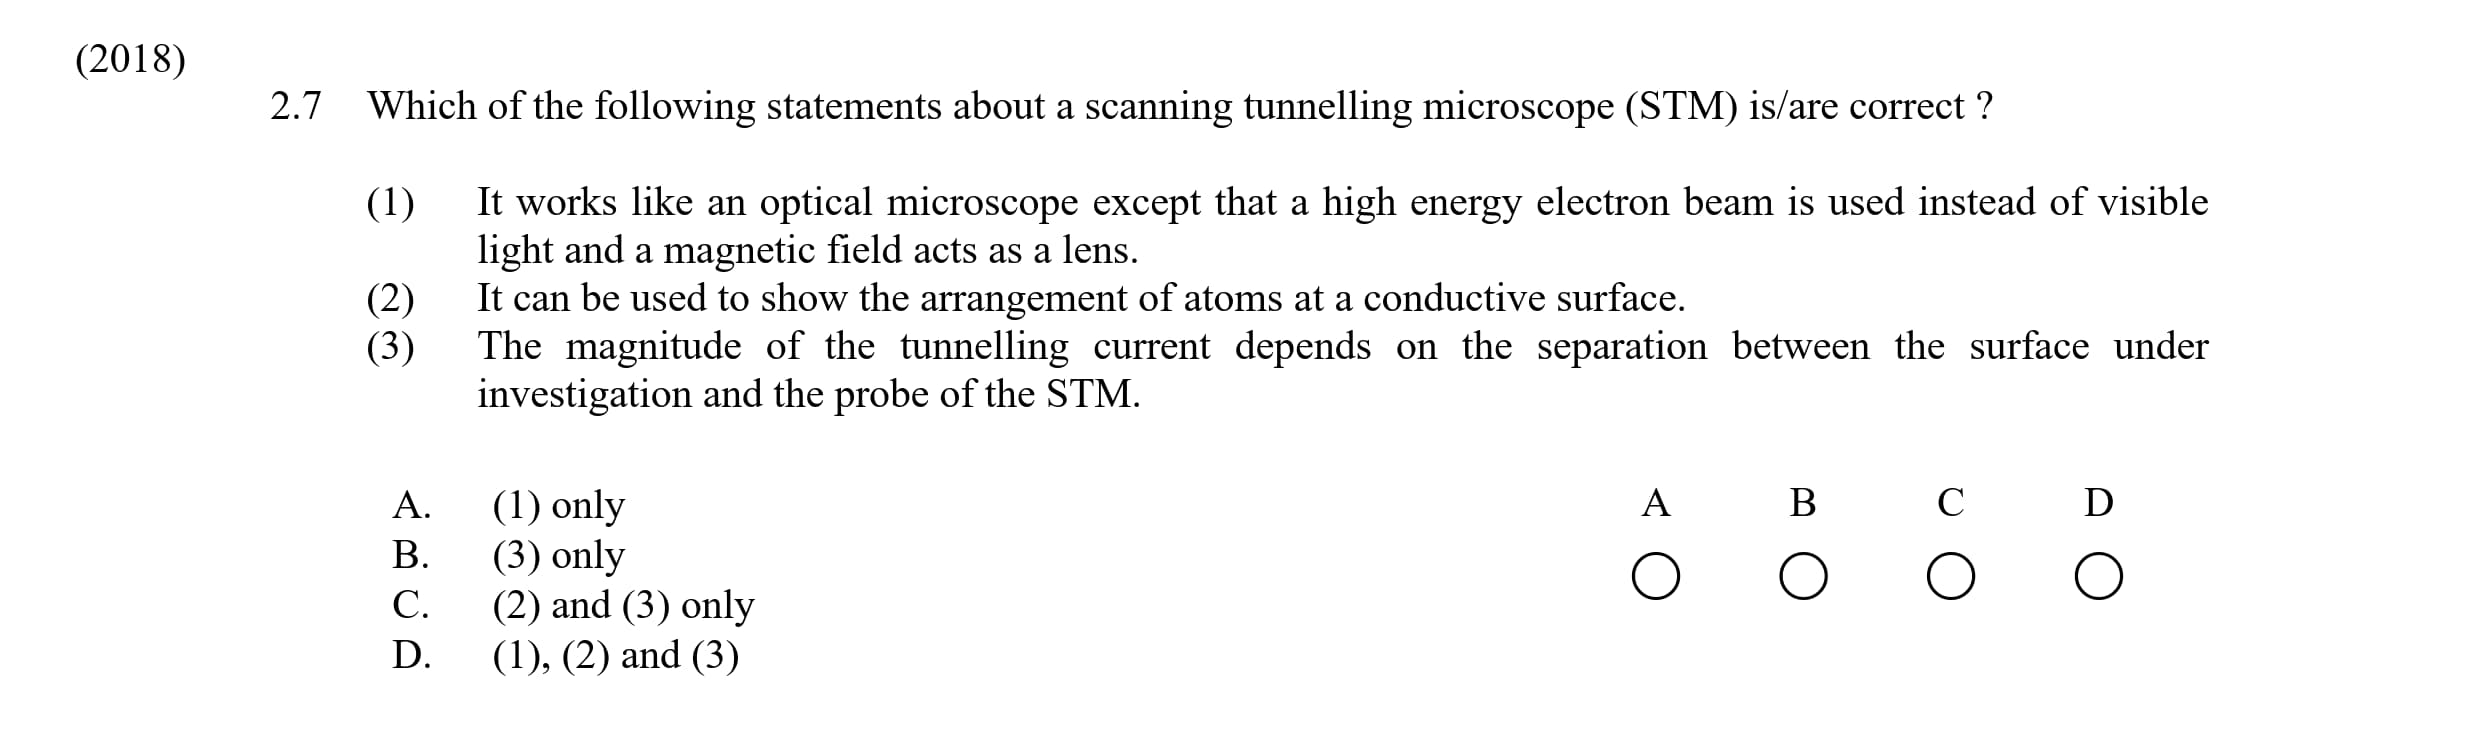 (2018)
2.7 Which of the following statements about a scanning tunnelling microscope (STM) is/are correct ?
(1) It works like an optical microscope except that a high energy electron beam is used instead of visible
light and a magnetic field acts as a lens.
(2) It can be used to show the arrangement of atoms at a conductive surface.
(3) The magnitude of the tunnelling current depends on the separation between the surface under
investigation and the probe of the STM.
A. (1) only A B C D
B. (3) only
C. (2) and (3) only
D. (1), (2) and (3)